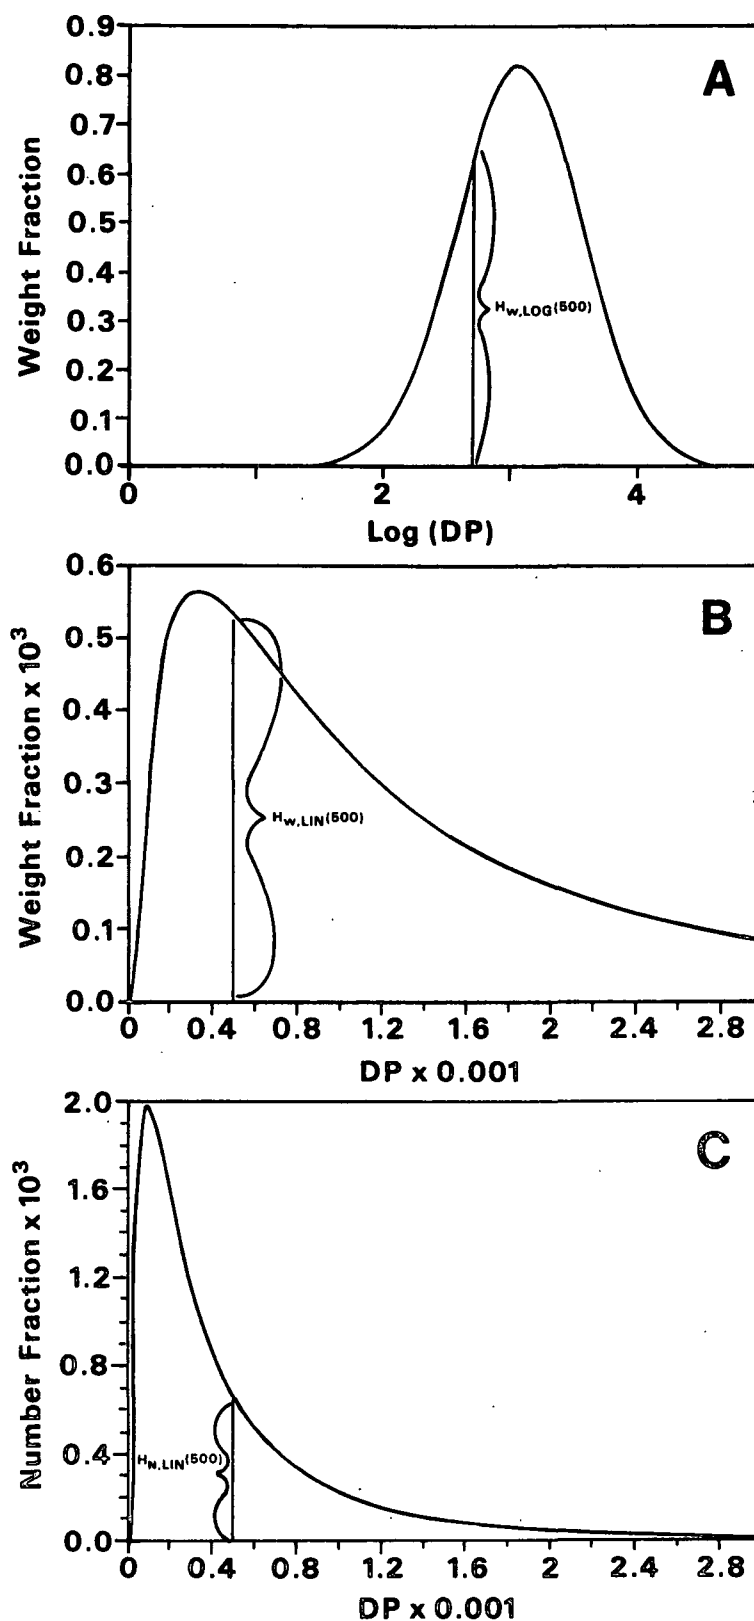 A
Weight Fraction
0.9
0.8
0.7
0.6
0.5
0.4
0.3
0.2
0.1
0.0
Hw,LOG(500)
0 2 4
Log (DP)
B
Weight Fraction x 10³
0.6
0.5
0.4
0.3
0.2
0.1
0.0
Hw,LIN(500)
0 0.4 0.8 1.2 1.6 2 2.4 2.8
DP x 0.001
C
Number Fraction x 10³
2.0
1.6
1.2
0.8
0.4
0.0
HN,LIN(500)
0 0.4 0.8 1.2 1.6 2 2.4 2.8
DP x 0.001